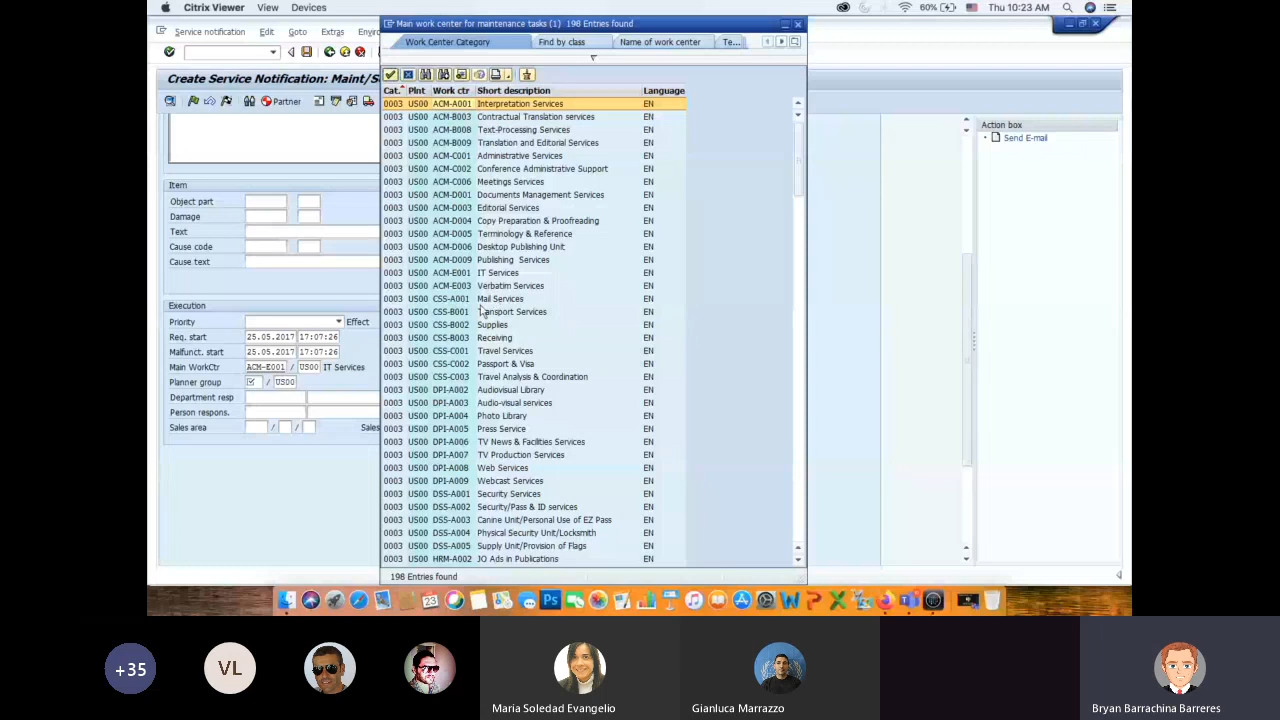 Citrix Viewer View Devices
60% Thu 10:23 AM
Service notification Edit Goto Extras
Create Service Notification: Maint/S
Partner
Item
Object part
Damage
Text
Cause code
Cause text
Execution
Priority Effect
Req. start 25.05.2017 17:07:26
Malfunct. start 25.05.2017 17:07:26
Main WorkCtr ACM-E001 / US00 IT Services
Planner group / US00
Department resp
Person respons.
Sales area / / Sales
Main work center for maintenance tasks (1) 198 Entries found
Work Center Category Find by class Name of work center Te...
Cat. Plnt Work ctr Short description Language
0003 US00 ACM-A001 Interpretation Services EN
0003 US00 ACM-B003 Contractual Translation services EN
0003 US00 ACM-B008 Text-Processing Services EN
0003 US00 ACM-B009 Translation and Editorial Services EN
0003 US00 ACM-C001 Administrative Services EN
0003 US00 ACM-C002 Conference Administrative Support EN
0003 US00 ACM-C006 Meetings Services EN
0003 US00 ACM-D001 Documents Management Services EN
0003 US00 ACM-D003 Editorial Services EN
0003 US00 ACM-D004 Copy Preparation & Proofreading EN
0003 US00 ACM-D005 Terminology & Reference EN
0003 US00 ACM-D006 Desktop Publishing Unit EN
0003 US00 ACM-D009 Publishing Services EN
0003 US00 ACM-E001 IT Services EN
0003 US00 ACM-E003 Verbatim Services EN
0003 US00 CSS-A001 Mail Services EN
0003 US00 CSS-B001 Transport Services EN
0003 US00 CSS-B002 Supplies EN
0003 US00 CSS-B003 Receiving EN
0003 US00 CSS-C001 Travel Services EN
0003 US00 CSS-C002 Passport & Visa EN
0003 US00 CSS-C003 Travel Analysis & Coordination EN
0003 US00 DPI-A002 Audiovisual Library EN
0003 US00 DPI-A003 Audio-visual services EN
0003 US00 DPI-A004 Photo Library EN
0003 US00 DPI-A005 Press Service EN
0003 US00 DPI-A006 TV News & Facilities Services EN
0003 US00 DPI-A007 TV Production Services EN
0003 US00 DPI-A008 Web Services EN
0003 US00 DPI-A009 Webcast Services EN
0003 US00 DSS-A001 Security Services EN
0003 US00 DSS-A002 Security/Pass & ID services EN
0003 US00 DSS-A003 Canine Unit/Personal Use of EZ Pass EN
0003 US00 DSS-A004 Physical Security Unit/Locksmith EN
0003 US00 DSS-A005 Supply Unit/Provision of Flags EN
0003 US00 HRM-A002 JO Ads in Publications EN
198 Entries found
Action box
Send E-mail
+35
VL
Maria Soledad Evangelio
Gianluca Marrazzo
Bryan Barrachina Barreres